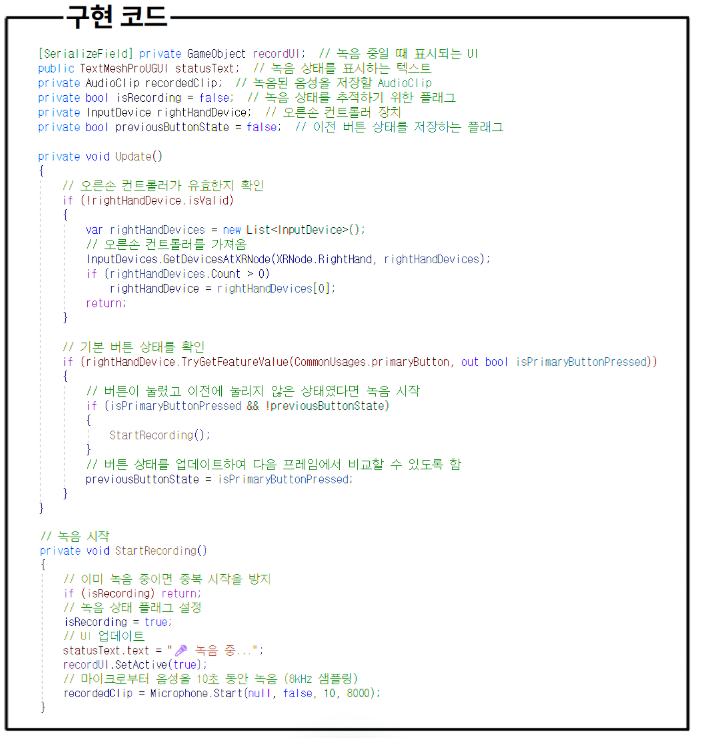 구현 코드
[SerializeField] private GameObject recordUI;  // 녹음 중일 때 표시되는 UI
public TextMeshProUGUI statusText;  // 녹음 상태를 표시하는 텍스트
private AudioClip recordedClip;  // 녹음된 음성을 저장할 AudioClip
private bool isRecording = false;  // 녹음 상태를 추적하기 위한 플래그
private InputDevice rightHandDevice;  // 오른손 컨트롤러 장치
private bool previousButtonState = false;  // 이전 버튼 상태를 저장하는 플래그
private void Update()
{
// 오른손 컨트롤러가 유효한지 확인
if (!rightHandDevice.isValid)
{
var rightHandDevices = new List<InputDevice>();
// 오른손 컨트롤러를 가져옴
InputDevices.GetDevicesAtXRNode(XRNode.RightHand, rightHandDevices);
if (rightHandDevices.Count > 0)
rightHandDevice = rightHandDevices[0];
return;
}
// 기본 버튼 상태를 확인
if (rightHandDevice.TryGetFeatureValue(CommonUsages.primaryButton, out bool isPrimaryButtonPressed))
{
// 버튼이 눌렸고 이전에 눌리지 않은 상태였다면 녹음 시작
if (isPrimaryButtonPressed && !previousButtonState)
{
StartRecording();
}
// 버튼 상태를 업데이트하여 다음 프레임에서 비교할 수 있도록 함
previousButtonState = isPrimaryButtonPressed;
}
}
// 녹음 시작
private void StartRecording()
{
// 이미 녹음 중이면 중복 시작을 방지
if (isRecording) return;
// 녹음 상태 플래그 설정
isRecording = true;
// UI 업데이트
statusText.text = "🎤 녹음 중...";
recordUI.SetActive(true);
// 마이크로부터 음성을 10초 동안 녹음 (8kHz 샘플링)
recordedClip = Microphone.Start(null, false, 10, 8000);
}